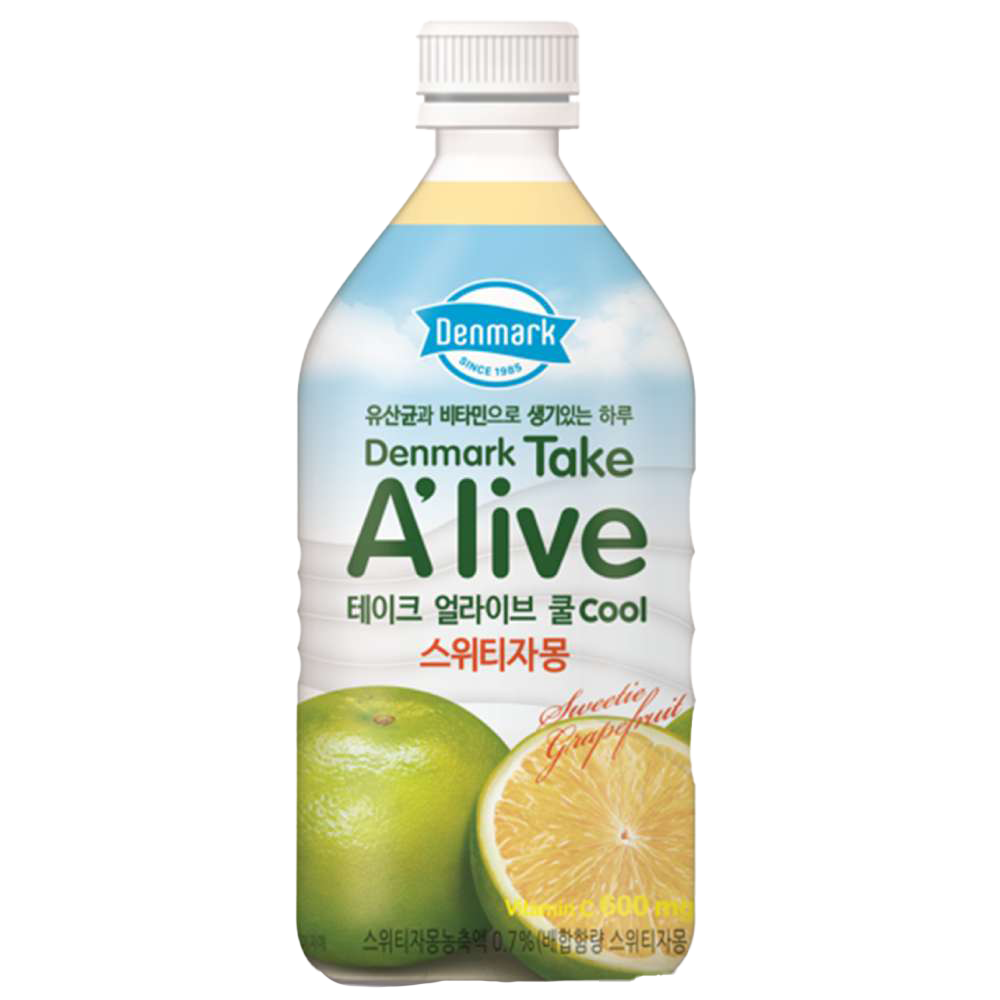 Denmark
SINCE 1985
유산균과 비타민으로 생기있는 하루
Denmark Take
A'live
테이크 얼라이브 쿨 cool
스위티자몽
Sweetie
Grapefruit
Vitamin C 600 mg
스위티자몽농축액 0.7% (배합함량 스위티자몽